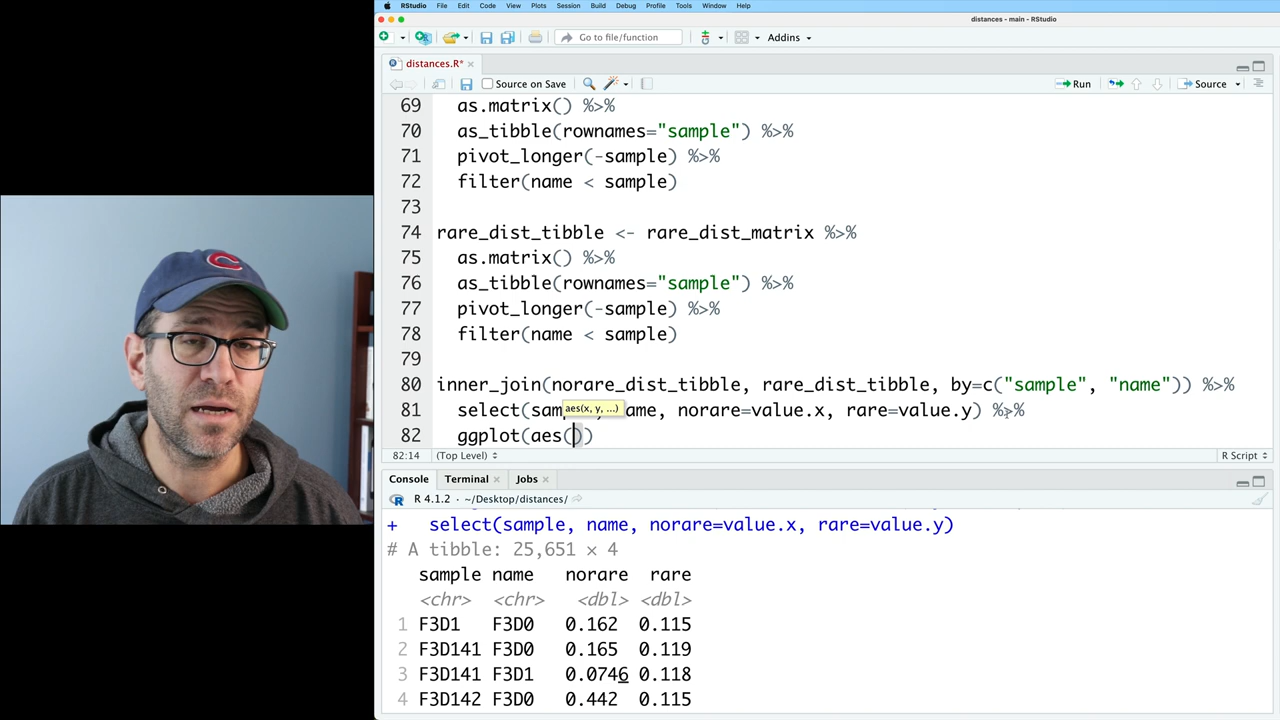 RStudio File Edit Code View Plots Session Build Debug Profile Tools Window Help
distances - main - RStudio
Go to file/function Addins
distances.R*
Source on Save Run Source
69 as.matrix() %>%
70 as_tibble(rownames="sample") %>%
71 pivot_longer(-sample) %>%
72 filter(name < sample)
73
74 rare_dist_tibble <- rare_dist_matrix %>%
75 as.matrix() %>%
76 as_tibble(rownames="sample") %>%
77 pivot_longer(-sample) %>%
78 filter(name < sample)
79
80 inner_join(norare_dist_tibble, rare_dist_tibble, by=c("sample", "name")) %>%
aes(x, y, ...)
81 select(sam ame, norare=value.x, rare=value.y) %>%
82 ggplot(aes())
82:14 (Top Level) R Script
Console Terminal Jobs
R 4.1.2 · ~/Desktop/distances/
+ select(sample, name, norare=value.x, rare=value.y)
# A tibble: 25,651 × 4
sample name norare rare
<chr> <chr> <dbl> <dbl>
1 F3D1 F3D0 0.162 0.115
2 F3D141 F3D0 0.165 0.119
3 F3D141 F3D1 0.0746 0.118
4 F3D142 F3D0 0.442 0.115